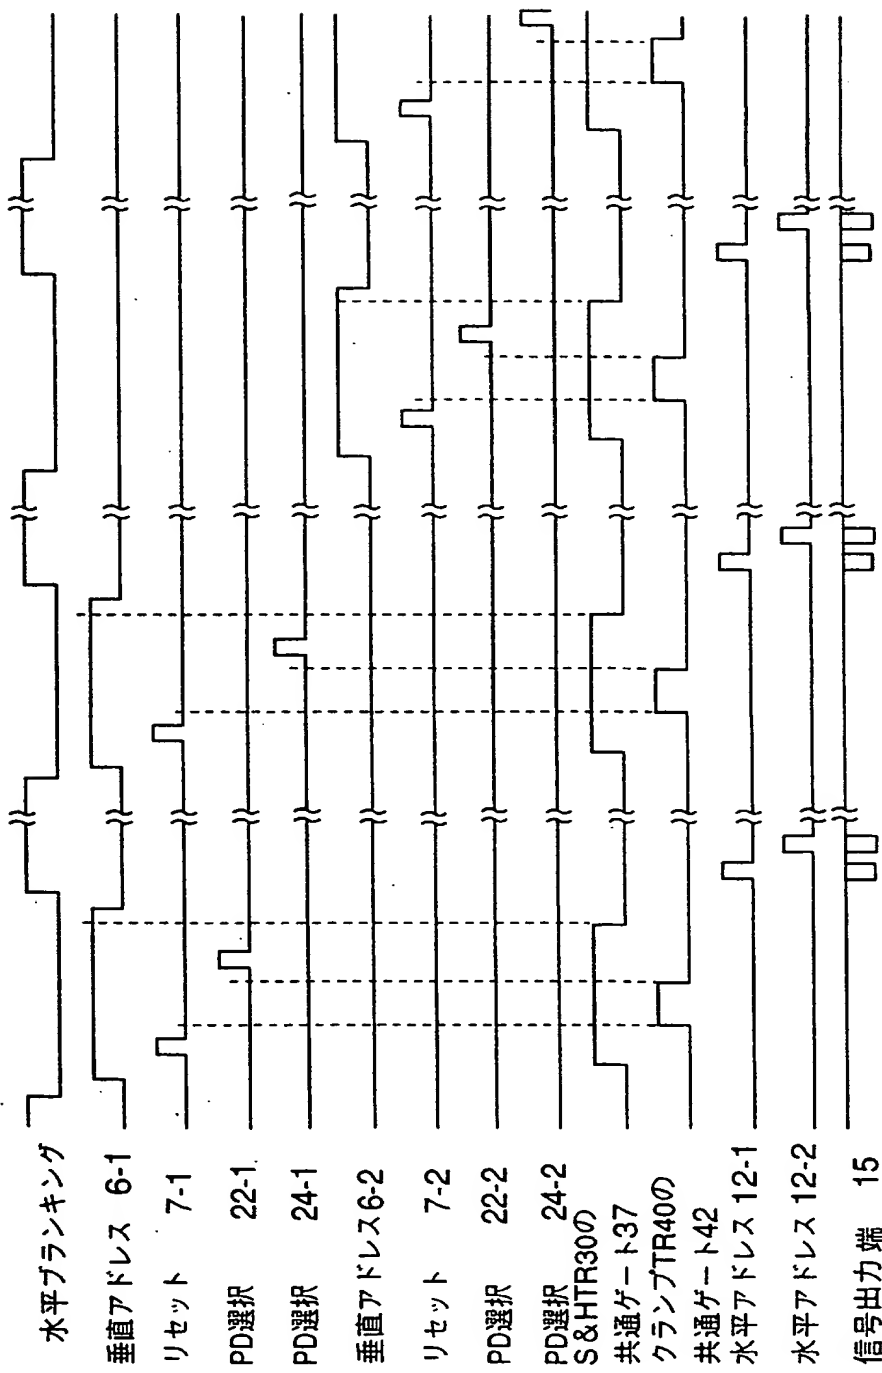 水平ブランキング
垂直アドレス 6-1
リセット 7-1
PD選択 22-1
PD選択 24-1
垂直アドレス6-2
リセット 7-2
PD選択 22-2
PD選択 24-2
S&HTR30の
共通ゲート37
クランプTR40の
共通ゲート42
水平アドレス 12-1
水平アドレス 12-2
信号出力端 15